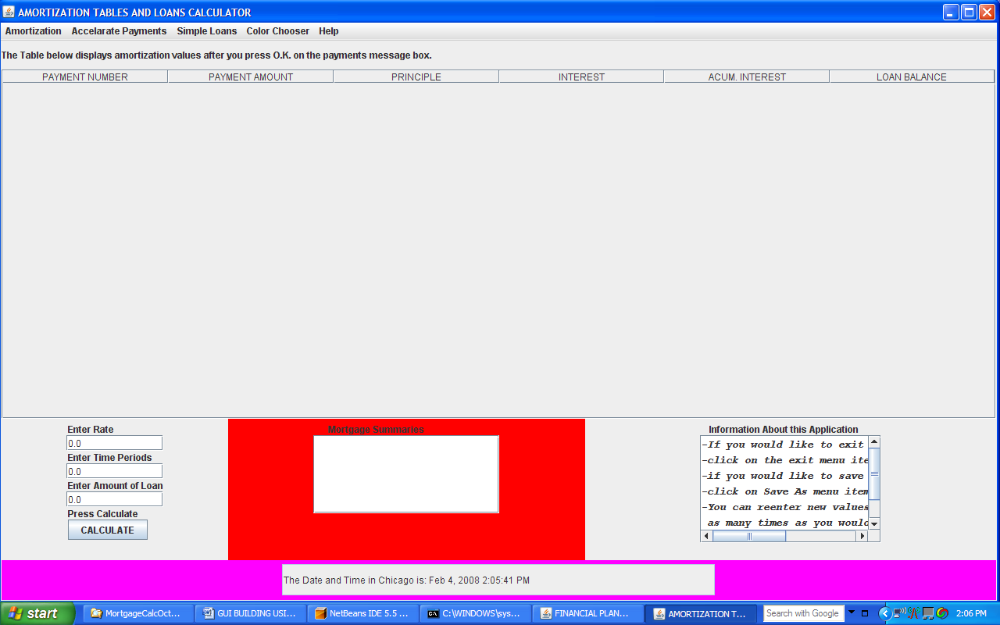 AMORTIZATION TABLES AND LOANS CALCULATOR
Amortization Accelarate Payments Simple Loans Color Chooser Help
The Table below displays amortization values after you press O.K. on the payments message box.
PAYMENT NUMBER PAYMENT AMOUNT PRINCIPLE INTEREST ACUM. INTEREST LOAN BALANCE
Enter Rate
0.0
Enter Time Periods
0.0
Enter Amount of Loan
0.0
Press Calculate
CALCULATE
Mortgage Summaries
Information About this Application
-If you would like to exit
-click on the exit menu ite
-if you would like to save
-click on Save As menu item
-You can reenter new values
as many times as you would
The Date and Time in Chicago is: Feb 4, 2008 2:05:41 PM
start MortgageCalcOct... GUI BUILDING USI... NetBeans IDE 5.5 ... C:\WINDOWS\sys... FINANCIAL PLAN... AMORTIZATION T... Search with Google 2:06 PM